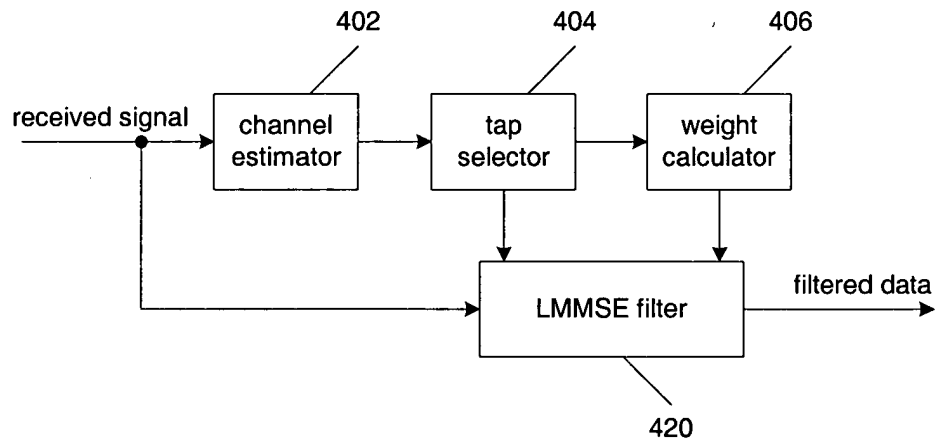 402
404
406
received signal
channel
estimator
tap
selector
weight
calculator
LMMSE filter
filtered data
420